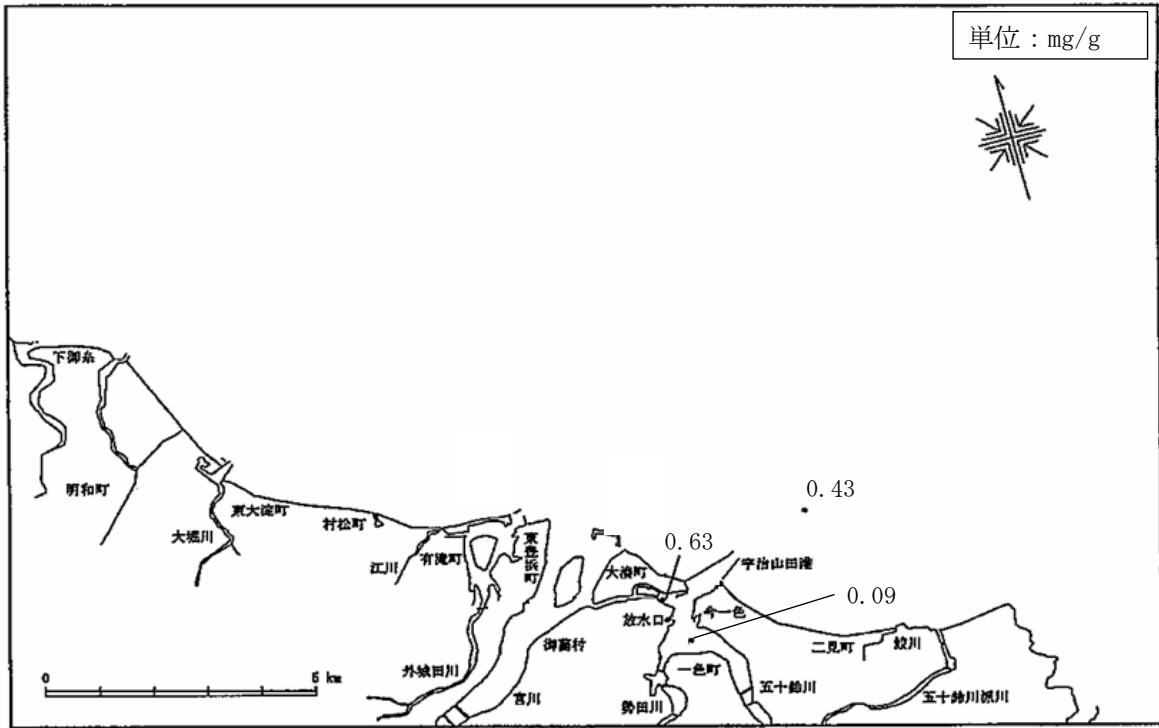 単位：mg/g
下御糸
明和町
大堀川
東大淀町
村松町
江川
有滝町
東豊浜町
大湊町
0.43
0.63
宇治山田港
0.09
今一色
放水口
御薗村
二見町
鮫川
外城田川
宮川
勢田川
一色町
五十鈴川
五十鈴川派川
0
5 km